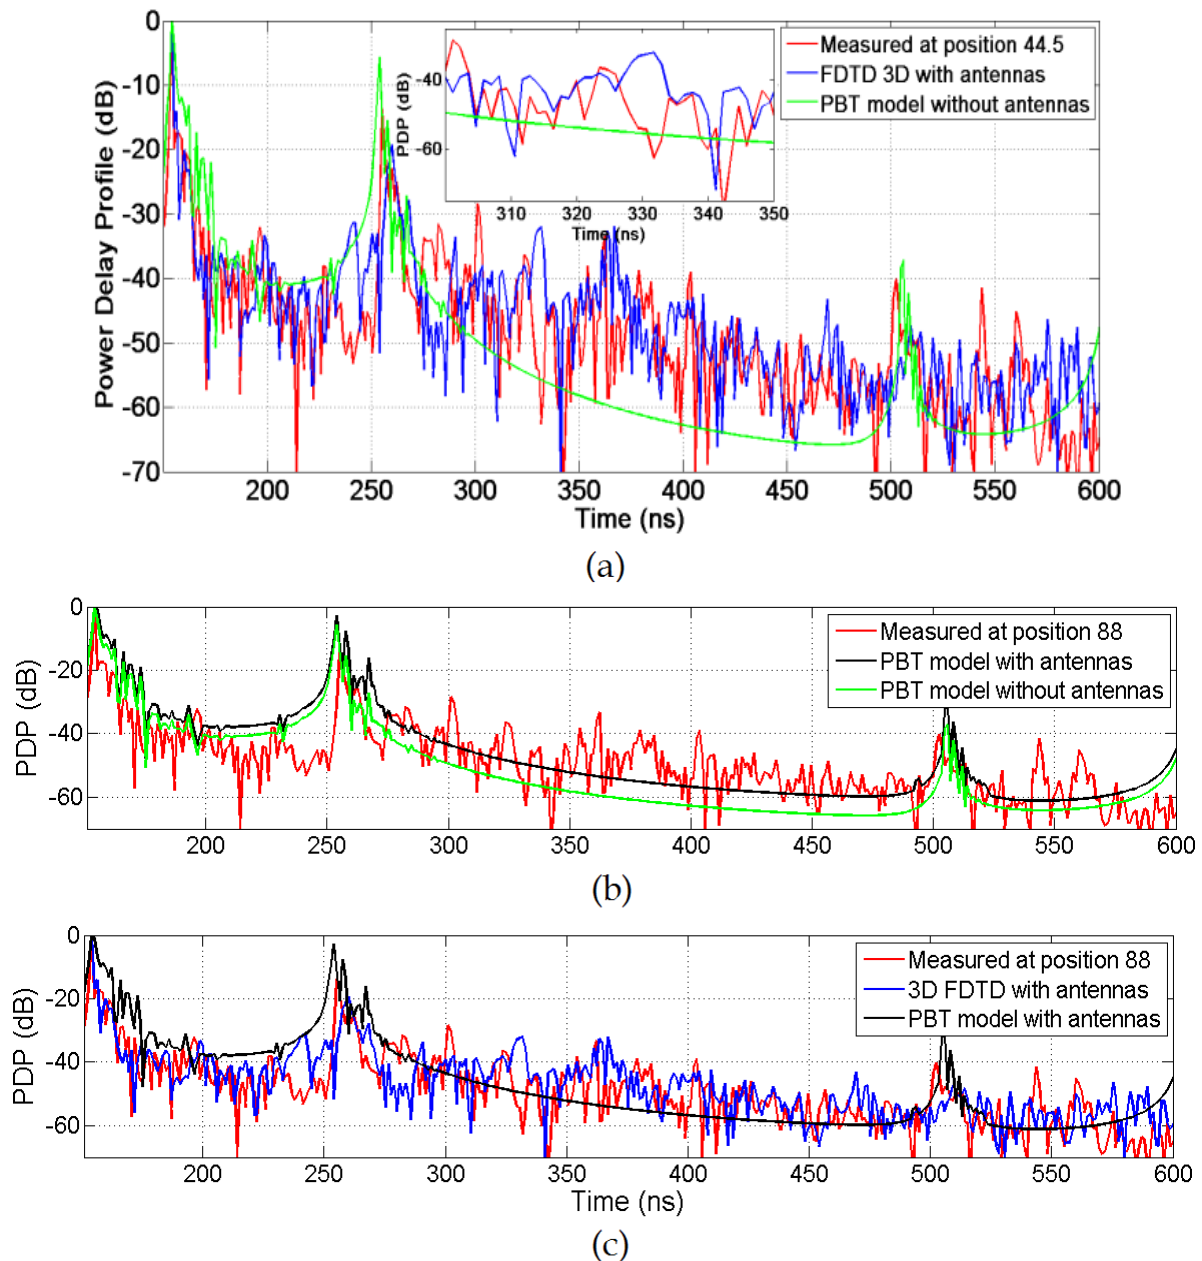 Measured at position 44.5
FDTD 3D with antennas
PBT model without antennas
Power Delay Profile (dB)
0
-10
-20
-30
-40
-50
-60
-70
PDP (dB)
-40
-60
310 320 330 340 350
Time (ns)
200 250 300 350 400 450 500 550 600
Time (ns)
(a)
Measured at position 88
PBT model with antennas
PBT model without antennas
PDP (dB)
0
-20
-40
-60
200 250 300 350 400 450 500 550 600
(b)
Measured at position 88
3D FDTD with antennas
PBT model with antennas
PDP (dB)
0
-20
-40
-60
200 250 300 350 400 450 500 550 600
Time (ns)
(c)